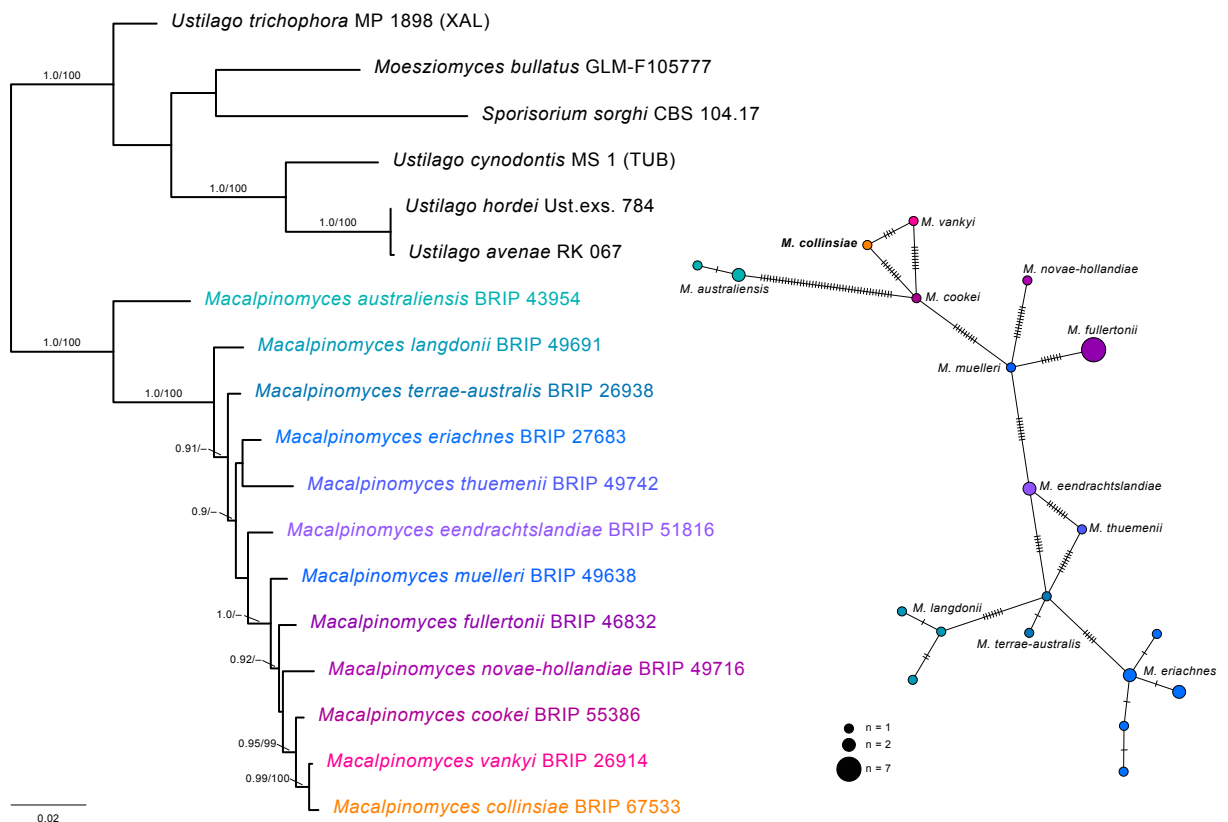 Ustilago trichophora MP 1898 (XAL)
1.0/100
Moesziomyces bullatus GLM-F105777
Sporisorium sorghi CBS 104.17
Ustilago cynodontis MS 1 (TUB)
1.0/100
Ustilago hordei Ust.exs. 784
1.0/100
Ustilago avenae RK 067
Macalpinomyces australiensis BRIP 43954
1.0/100
Macalpinomyces langdonii BRIP 49691
1.0/100
Macalpinomyces terrae-australis BRIP 26938
0.91/–
Macalpinomyces eriachnes BRIP 27683
Macalpinomyces thuemenii BRIP 49742
0.9/–
Macalpinomyces eendrachtslandiae BRIP 51816
Macalpinomyces muelleri BRIP 49638
1.0/–
Macalpinomyces fullertonii BRIP 46832
0.92/–
Macalpinomyces novae-hollandiae BRIP 49716
Macalpinomyces cookei BRIP 55386
0.95/99
Macalpinomyces vankyi BRIP 26914
0.99/100
Macalpinomyces collinsiae BRIP 67533
0.02
M. vankyi
M. collinsiae
M. australiensis
M. cookei
M. novae-hollandiae
M. fullertonii
M. muelleri
M. eendrachtslandiae
M. thuemenii
M. langdonii
M. terrae-australis
M. eriachnes
n = 1
n = 2
n = 7